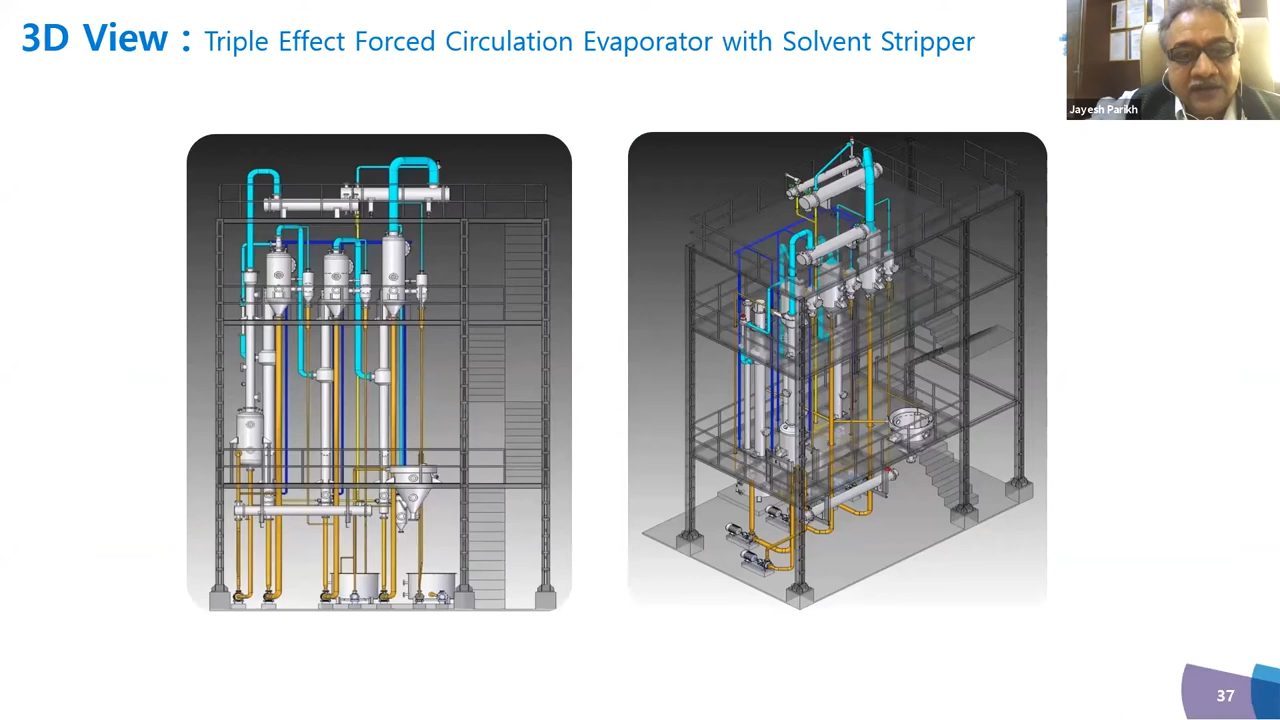 3D View : Triple Effect Forced Circulation Evaporator with Solvent Stripper
Jayesh Parikh
37